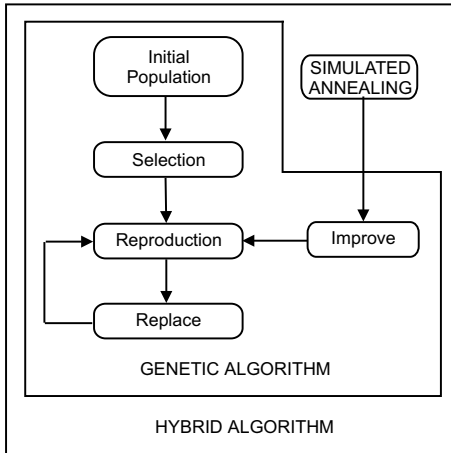 Initial
Population
SIMULATED
ANNEALING
Selection
Reproduction
Improve
Replace
GENETIC ALGORITHM
HYBRID ALGORITHM